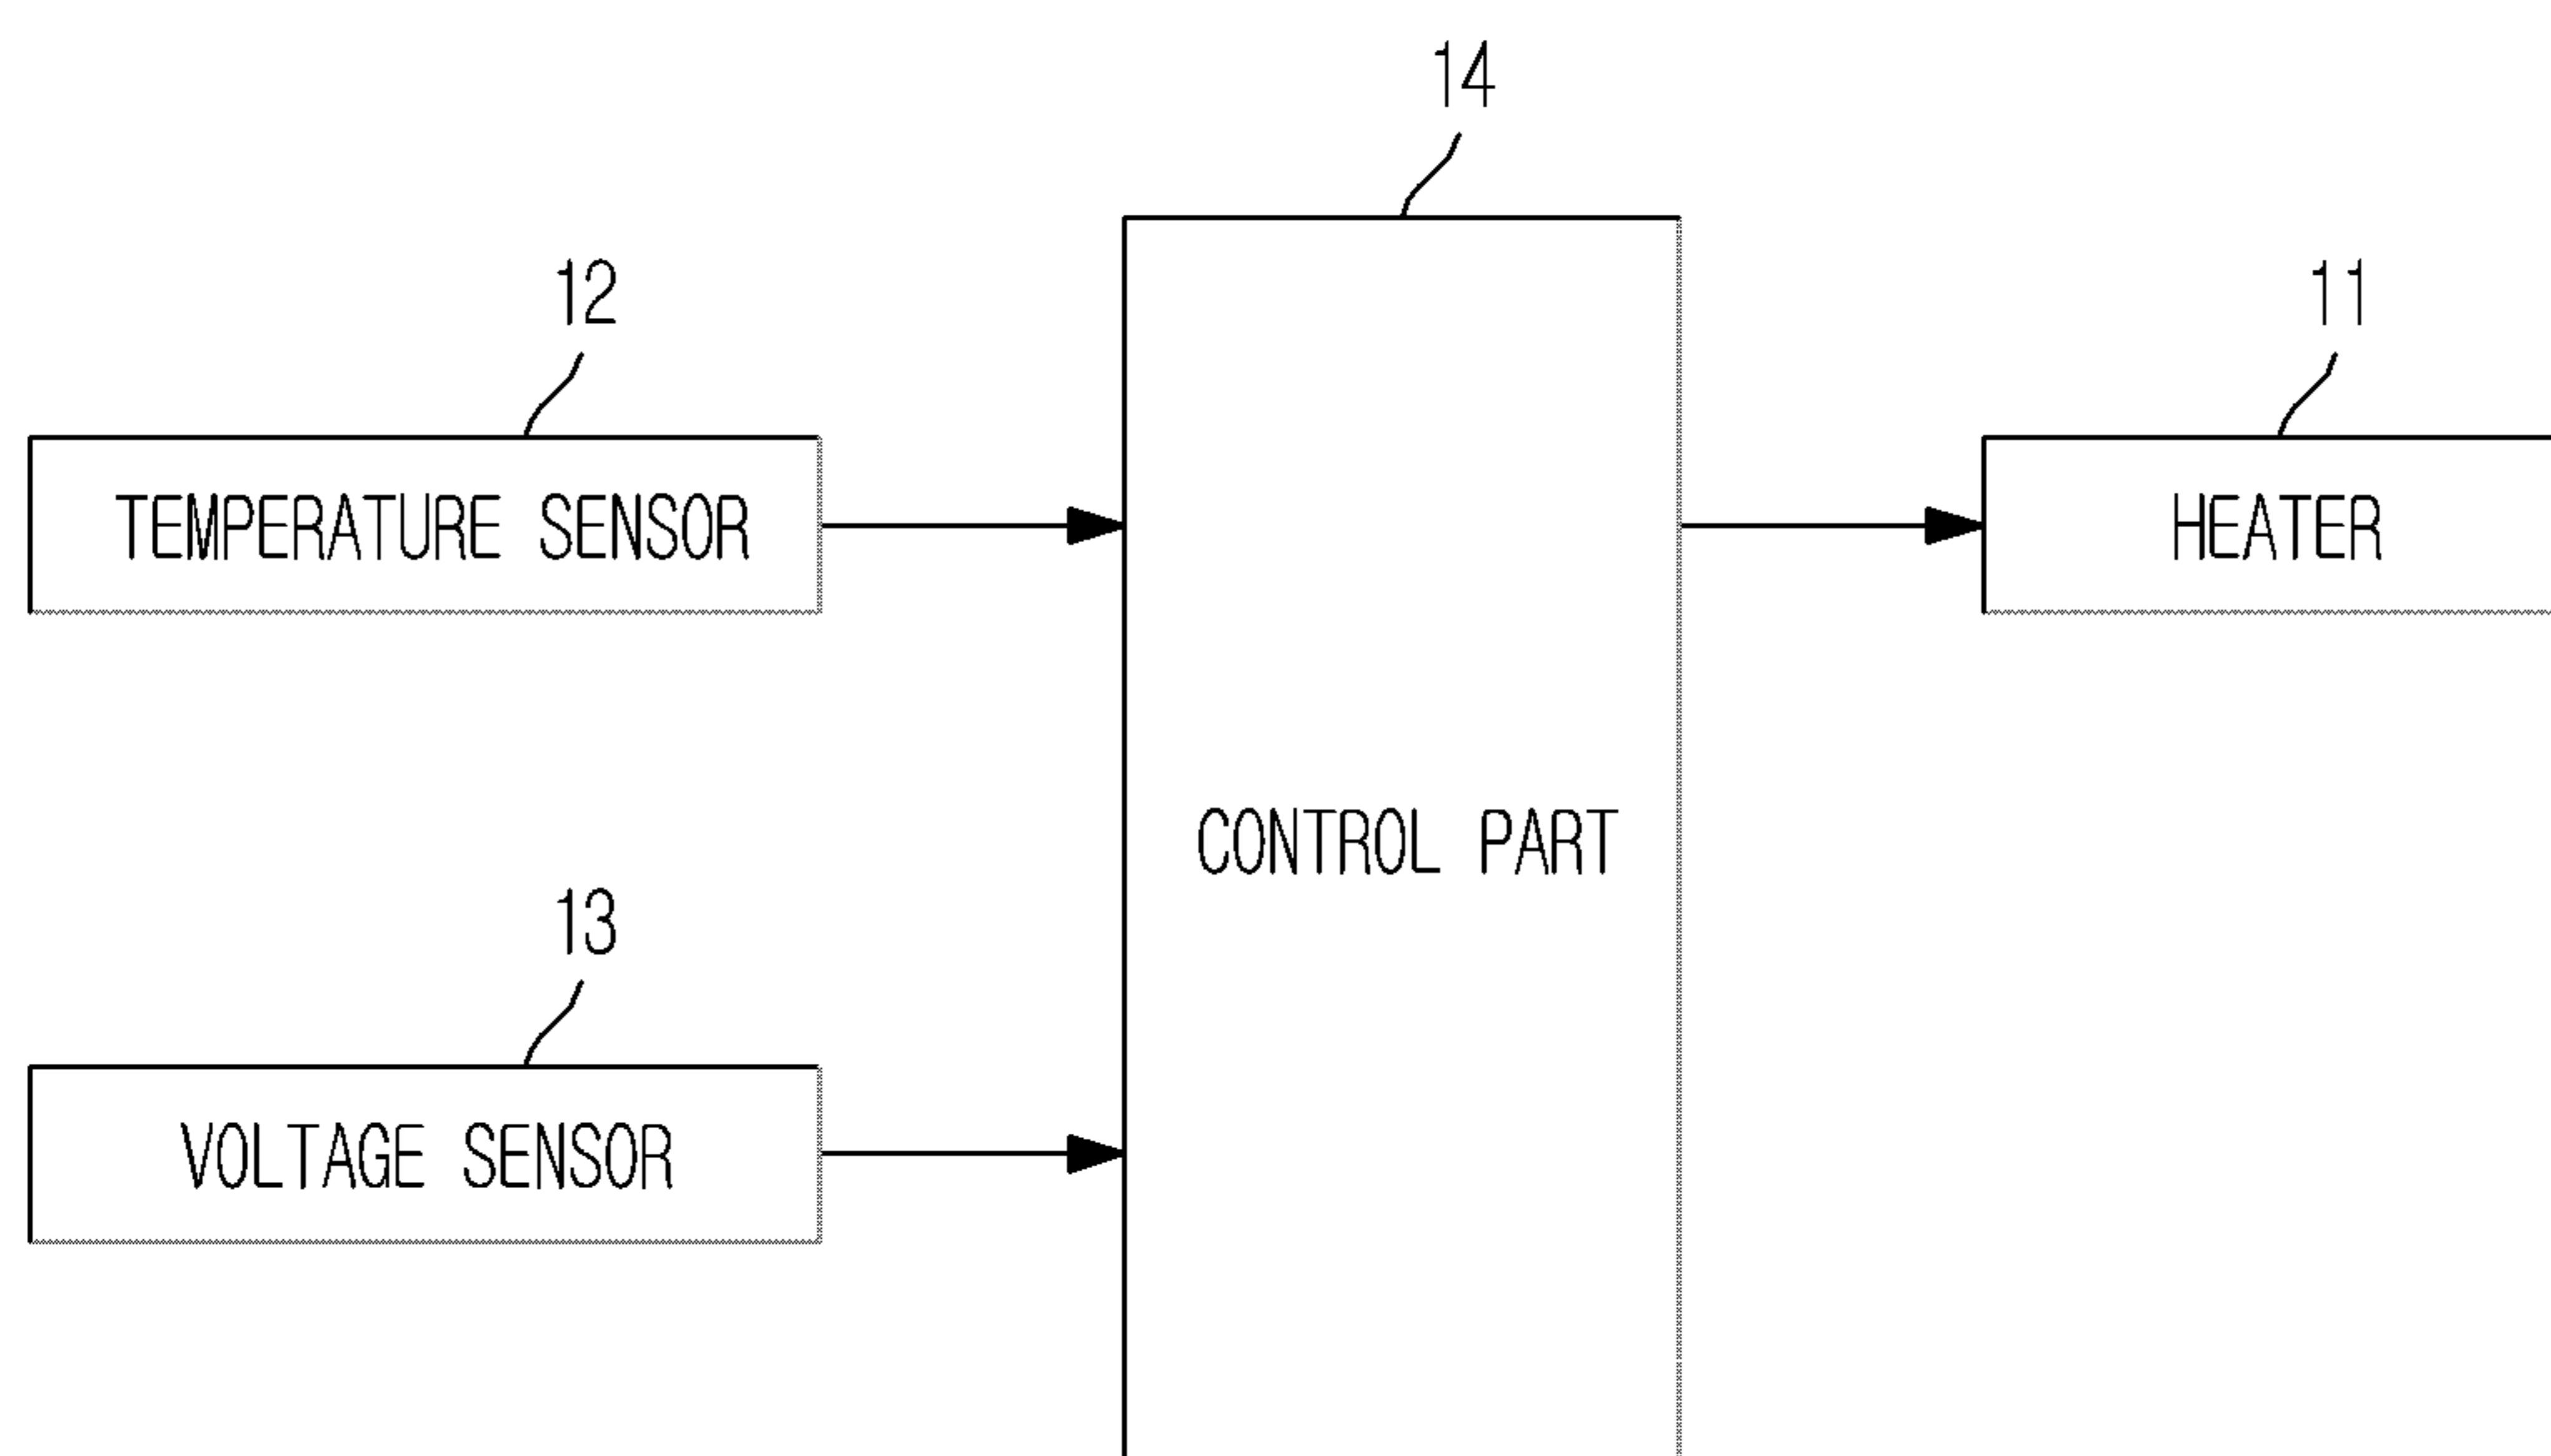 14
12
11
TEMPERATURE SENSOR
HEATER
CONTROL PART
13
VOLTAGE SENSOR